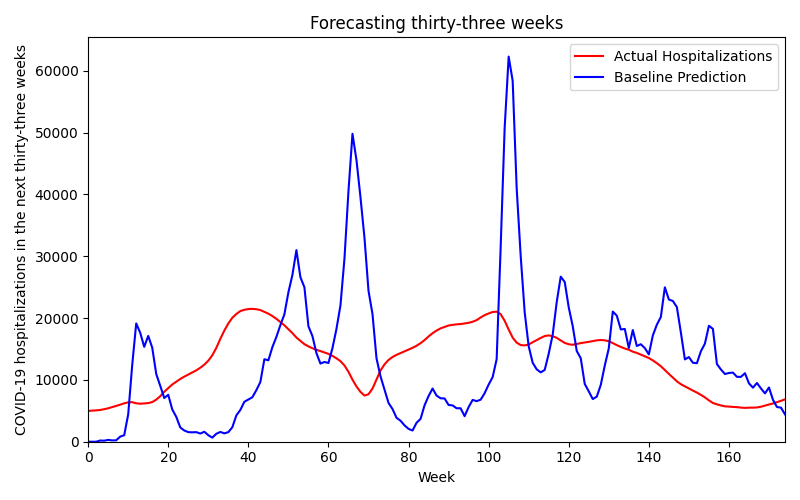 Forecasting thirty-three weeks
COVID-19 hospitalizations in the next thirty-three weeks
60000
50000
40000
30000
20000
10000
0
Actual Hospitalizations
Baseline Prediction
0 20 40 60 80 100 120 140 160
Week